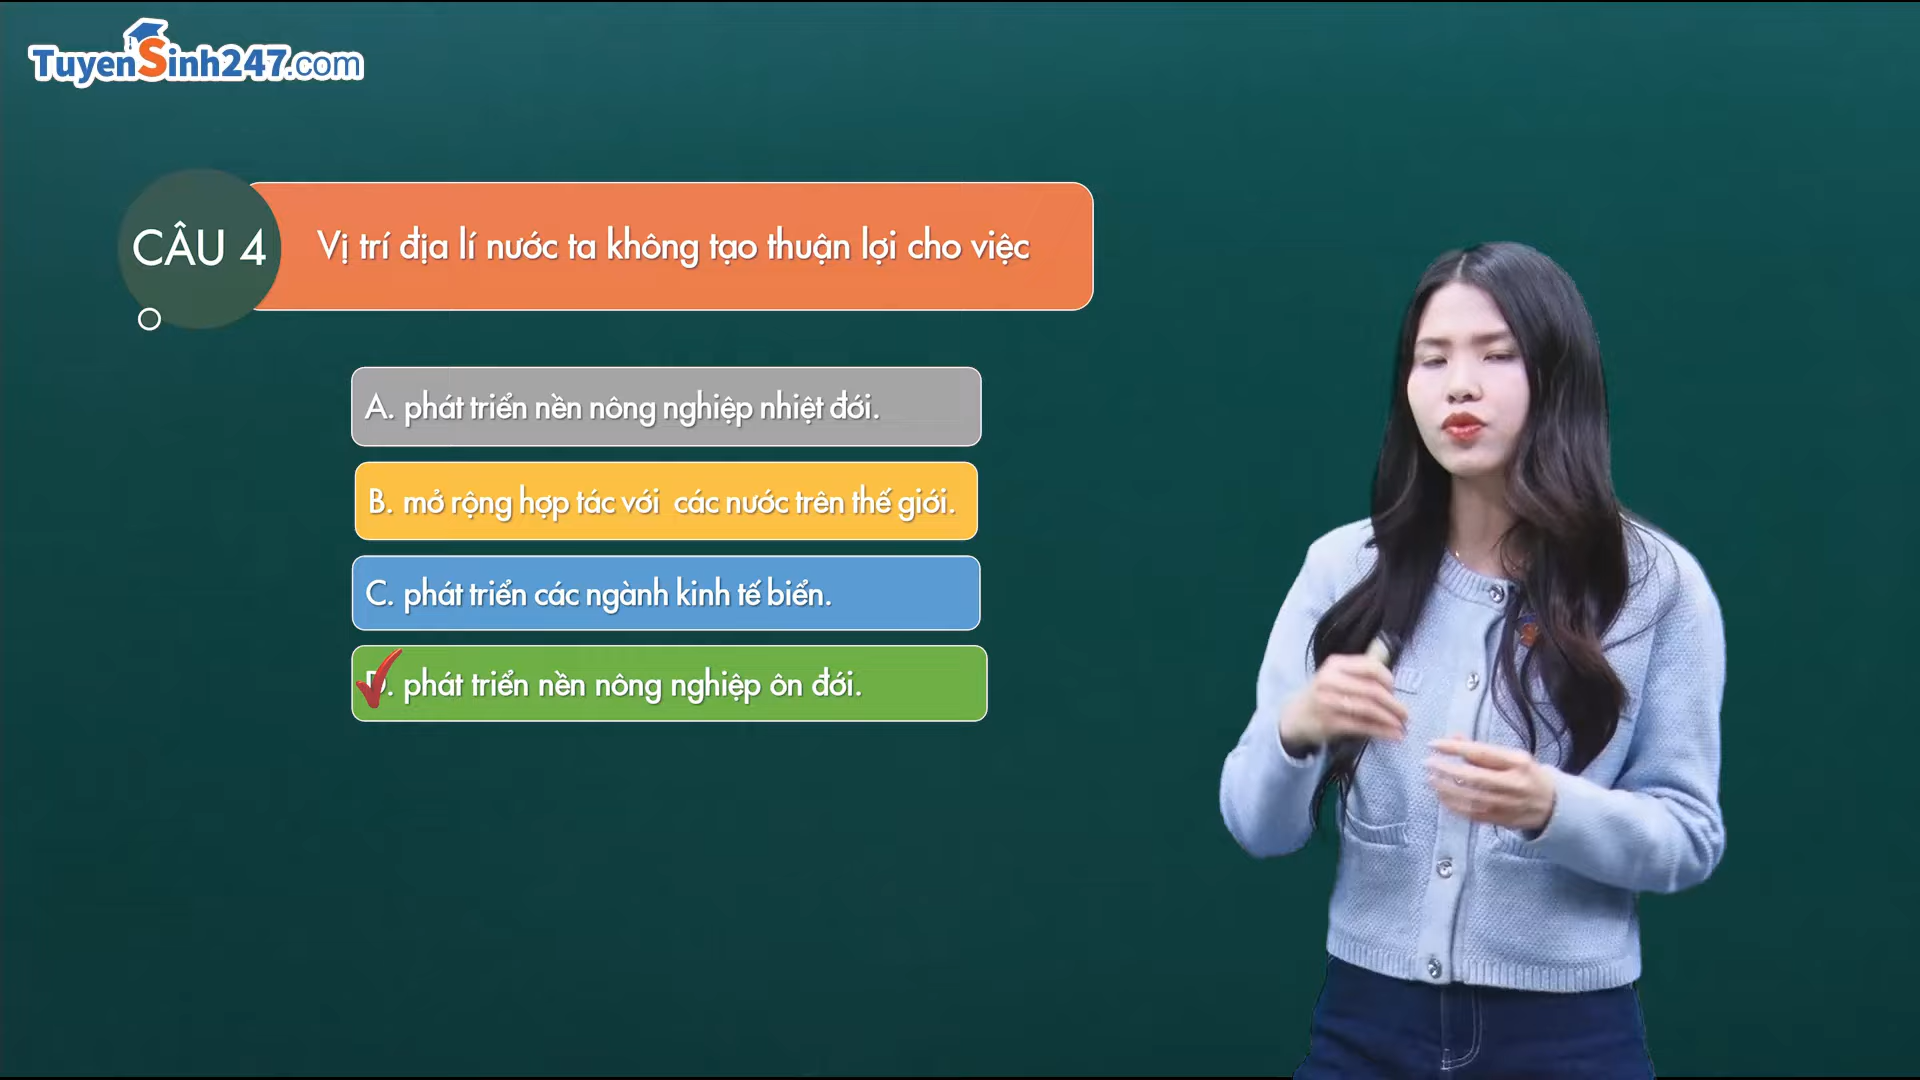 TuyenSinh247.com
CÂU 4
Vị trí địa lí nước ta không tạo thuận lợi cho việc
A. phát triển nền nông nghiệp nhiệt đới.
B. mở rộng hợp tác với các nước trên thế giới.
C. phát triển các ngành kinh tế biển.
D. phát triển nền nông nghiệp ôn đới.